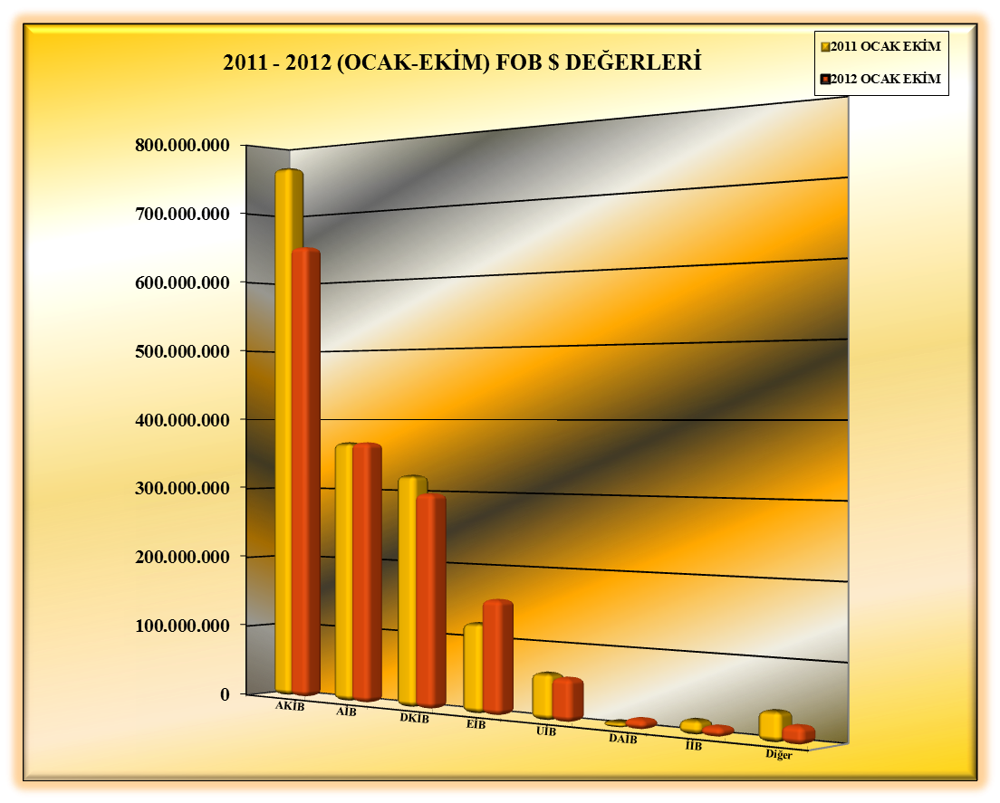 2011 - 2012 (OCAK-EKİM) FOB $ DEĞERLERİ
2011 OCAK EKİM
2012 OCAK EKİM
800.000.000
700.000.000
600.000.000
500.000.000
400.000.000
300.000.000
200.000.000
100.000.000
0
AKİB
AİB
DKİB
EİB
UİB
DAİB
İİB
Diğer